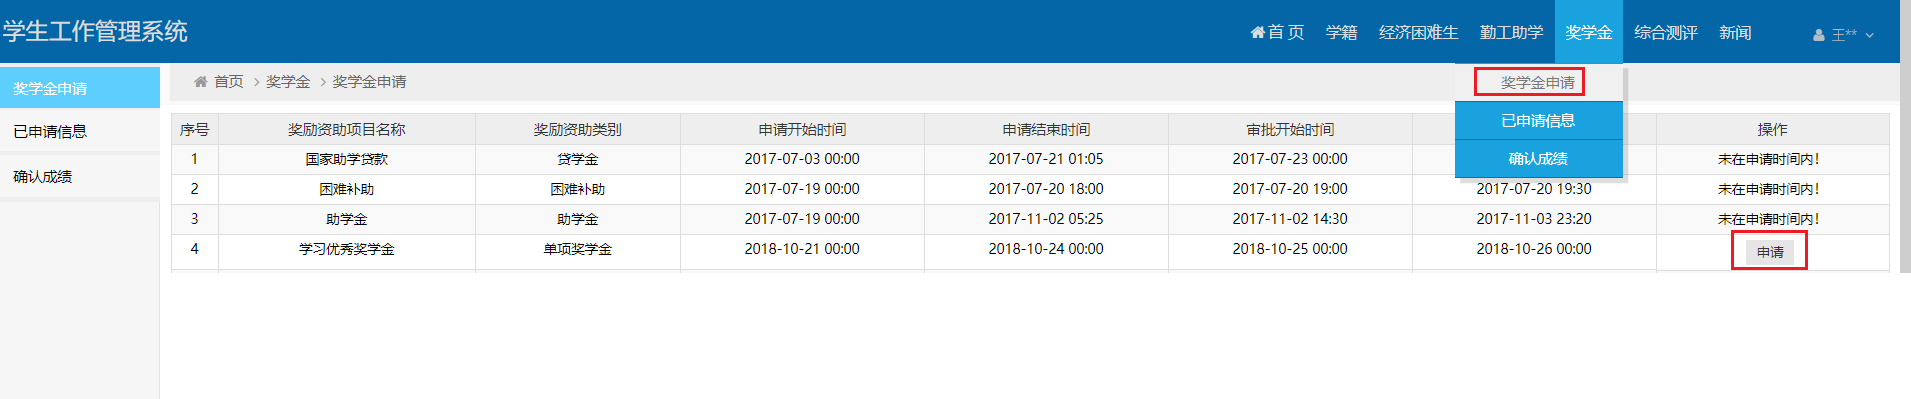 学生工作管理系统
首 页 学籍 经济困难生 勤工助学 奖学金 综合测评 新闻 王**
奖学金申请
已申请信息
确认成绩
奖学金申请
已申请信息
确认成绩
首页 > 奖学金 > 奖学金申请
序号 奖励资助项目名称 奖励资助类别 申请开始时间 申请结束时间 审批开始时间 操作
1 国家助学贷款 贷学金 2017-07-03 00:00 2017-07-21 01:05 2017-07-23 00:00 未在申请时间内!
2 困难补助 困难补助 2017-07-19 00:00 2017-07-20 18:00 2017-07-20 19:00 2017-07-20 19:30 未在申请时间内!
3 助学金 助学金 2017-07-19 00:00 2017-11-02 05:25 2017-11-02 14:30 2017-11-03 23:20 未在申请时间内!
4 学习优秀奖学金 单项奖学金 2018-10-21 00:00 2018-10-24 00:00 2018-10-25 00:00 2018-10-26 00:00 申请